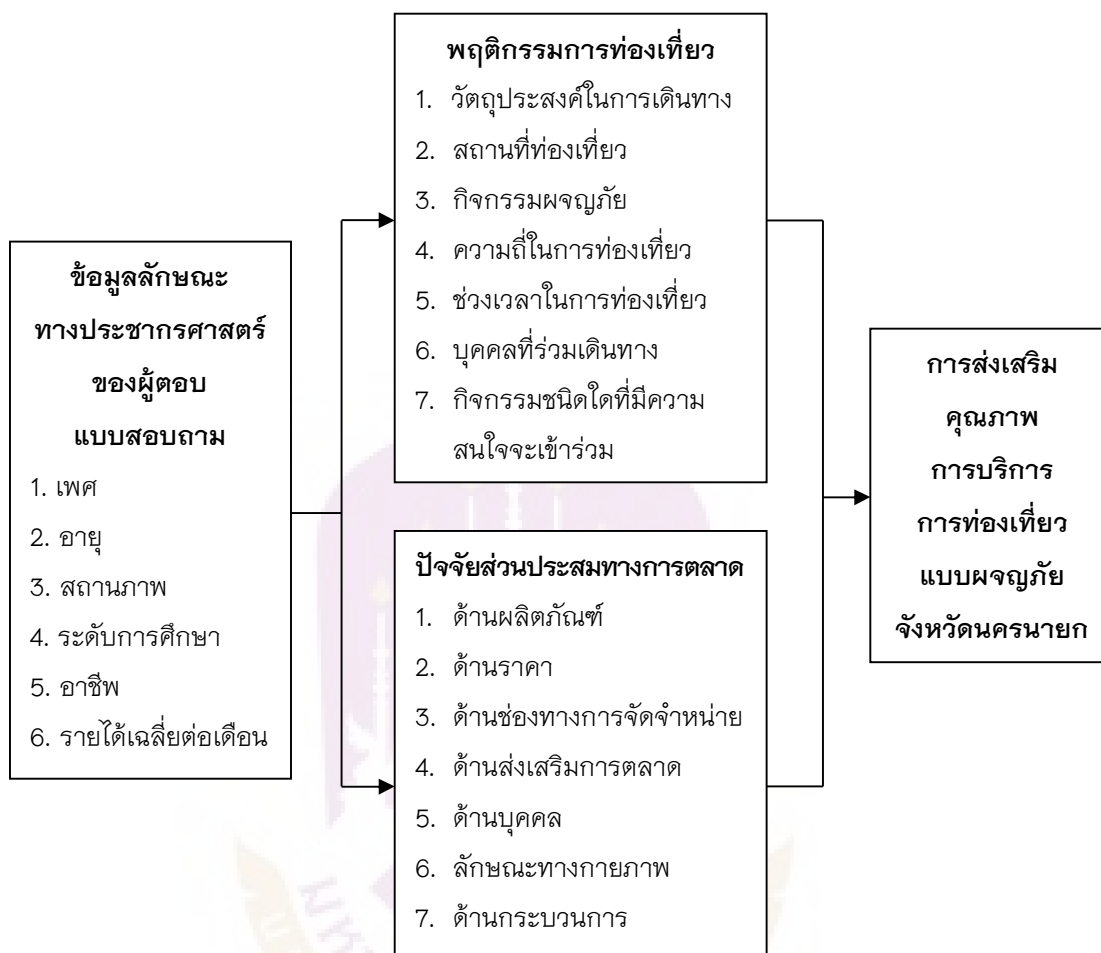 พฤติกรรมการท่องเที่ยว
1. วัตถุประสงค์ในการเดินทาง
2. สถานที่ท่องเที่ยว
3. กิจกรรมผจญภัย
4. ความถี่ในการท่องเที่ยว
5. ช่วงเวลาในการท่องเที่ยว
6. บุคคลที่ร่วมเดินทาง
7. กิจกรรมชนิดใดที่มีความ
สนใจจะเข้าร่วม
ข้อมูลลักษณะ
ทางประชากรศาสตร์
ของผู้ตอบ
แบบสอบถาม
1. เพศ
2. อายุ
3. สถานภาพ
4. ระดับการศึกษา
5. อาชีพ
6. รายได้เฉลี่ยต่อเดือน
ปัจจัยส่วนประสมทางการตลาด
1. ด้านผลิตภัณฑ์
2. ด้านราคา
3. ด้านช่องทางการจัดจำหน่าย
4. ด้านส่งเสริมการตลาด
5. ด้านบุคคล
6. ลักษณะทางกายภาพ
7. ด้านกระบวนการ
การส่งเสริม
คุณภาพ
การบริการ
การท่องเที่ยว
แบบผจญภัย
จังหวัดนครนายก